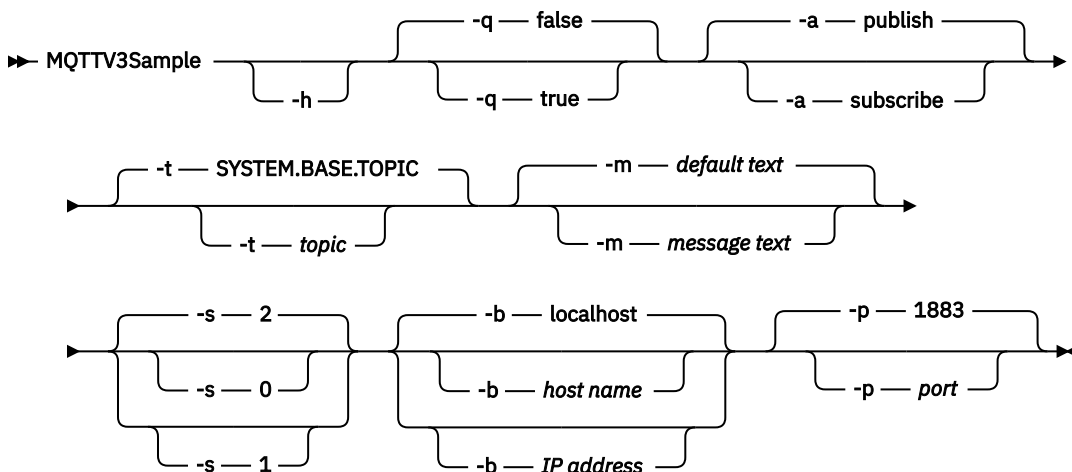 -q false -a publish
MQTTV3Sample
-h -q true -a subscribe
-t SYSTEM.BASE.TOPIC -m default text
-t topic -m message text
-s 2 -b localhost -p 1883
-s 0 -b host name -p port
-s 1 -b IP address